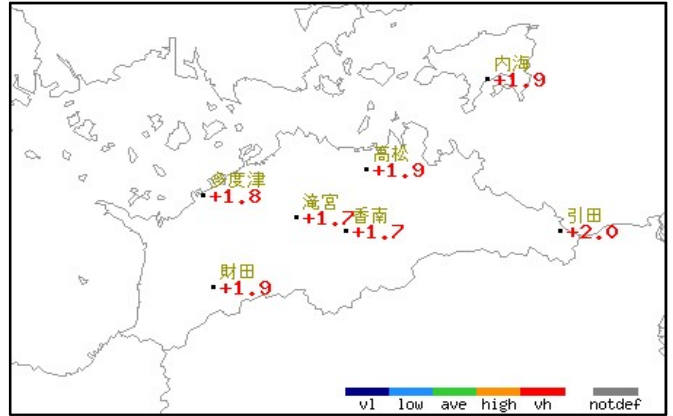 内海
+1.9
高松
+1.9
多度津
+1.8
滝宮
+1.7
香南
+1.7
引田
+2.0
財田
+1.9
vl low ave high vh notdef